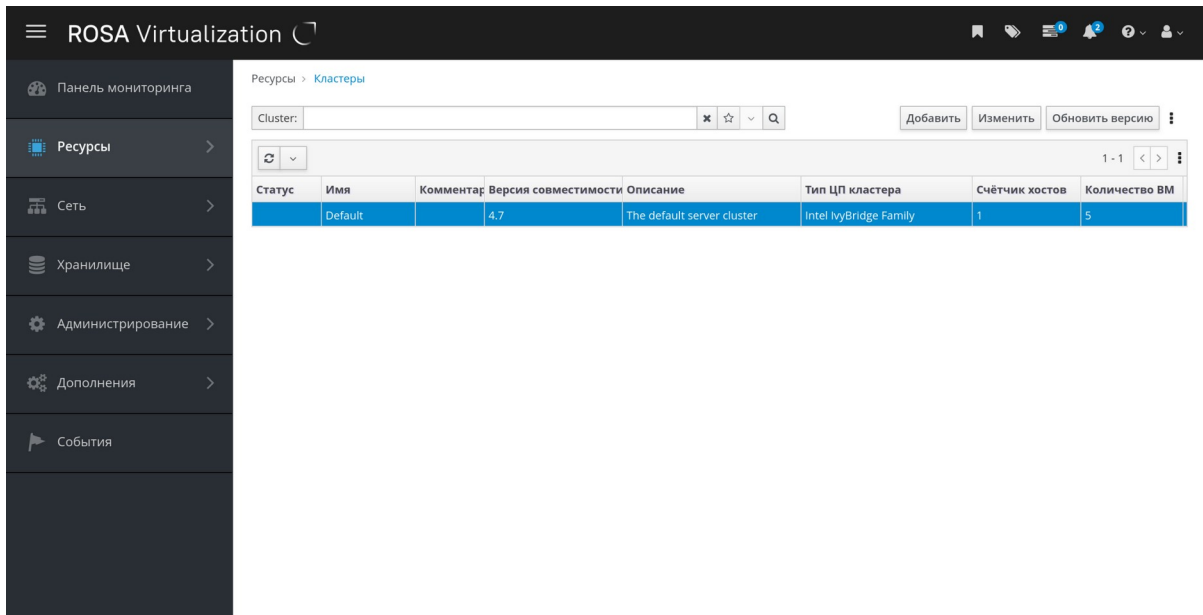 ROSA Virtualization
0 2
Панель мониторинга
Ресурсы
Сеть
Хранилище
Администрирование
Дополнения
События
Ресурсы > Кластеры
Cluster:
Добавить Изменить Обновить версию
1 - 1
Статус Имя Комментар Версия совместимости Описание Тип ЦП кластера Счётчик хостов Количество ВМ
Default 4.7 The default server cluster Intel IvyBridge Family 1 5